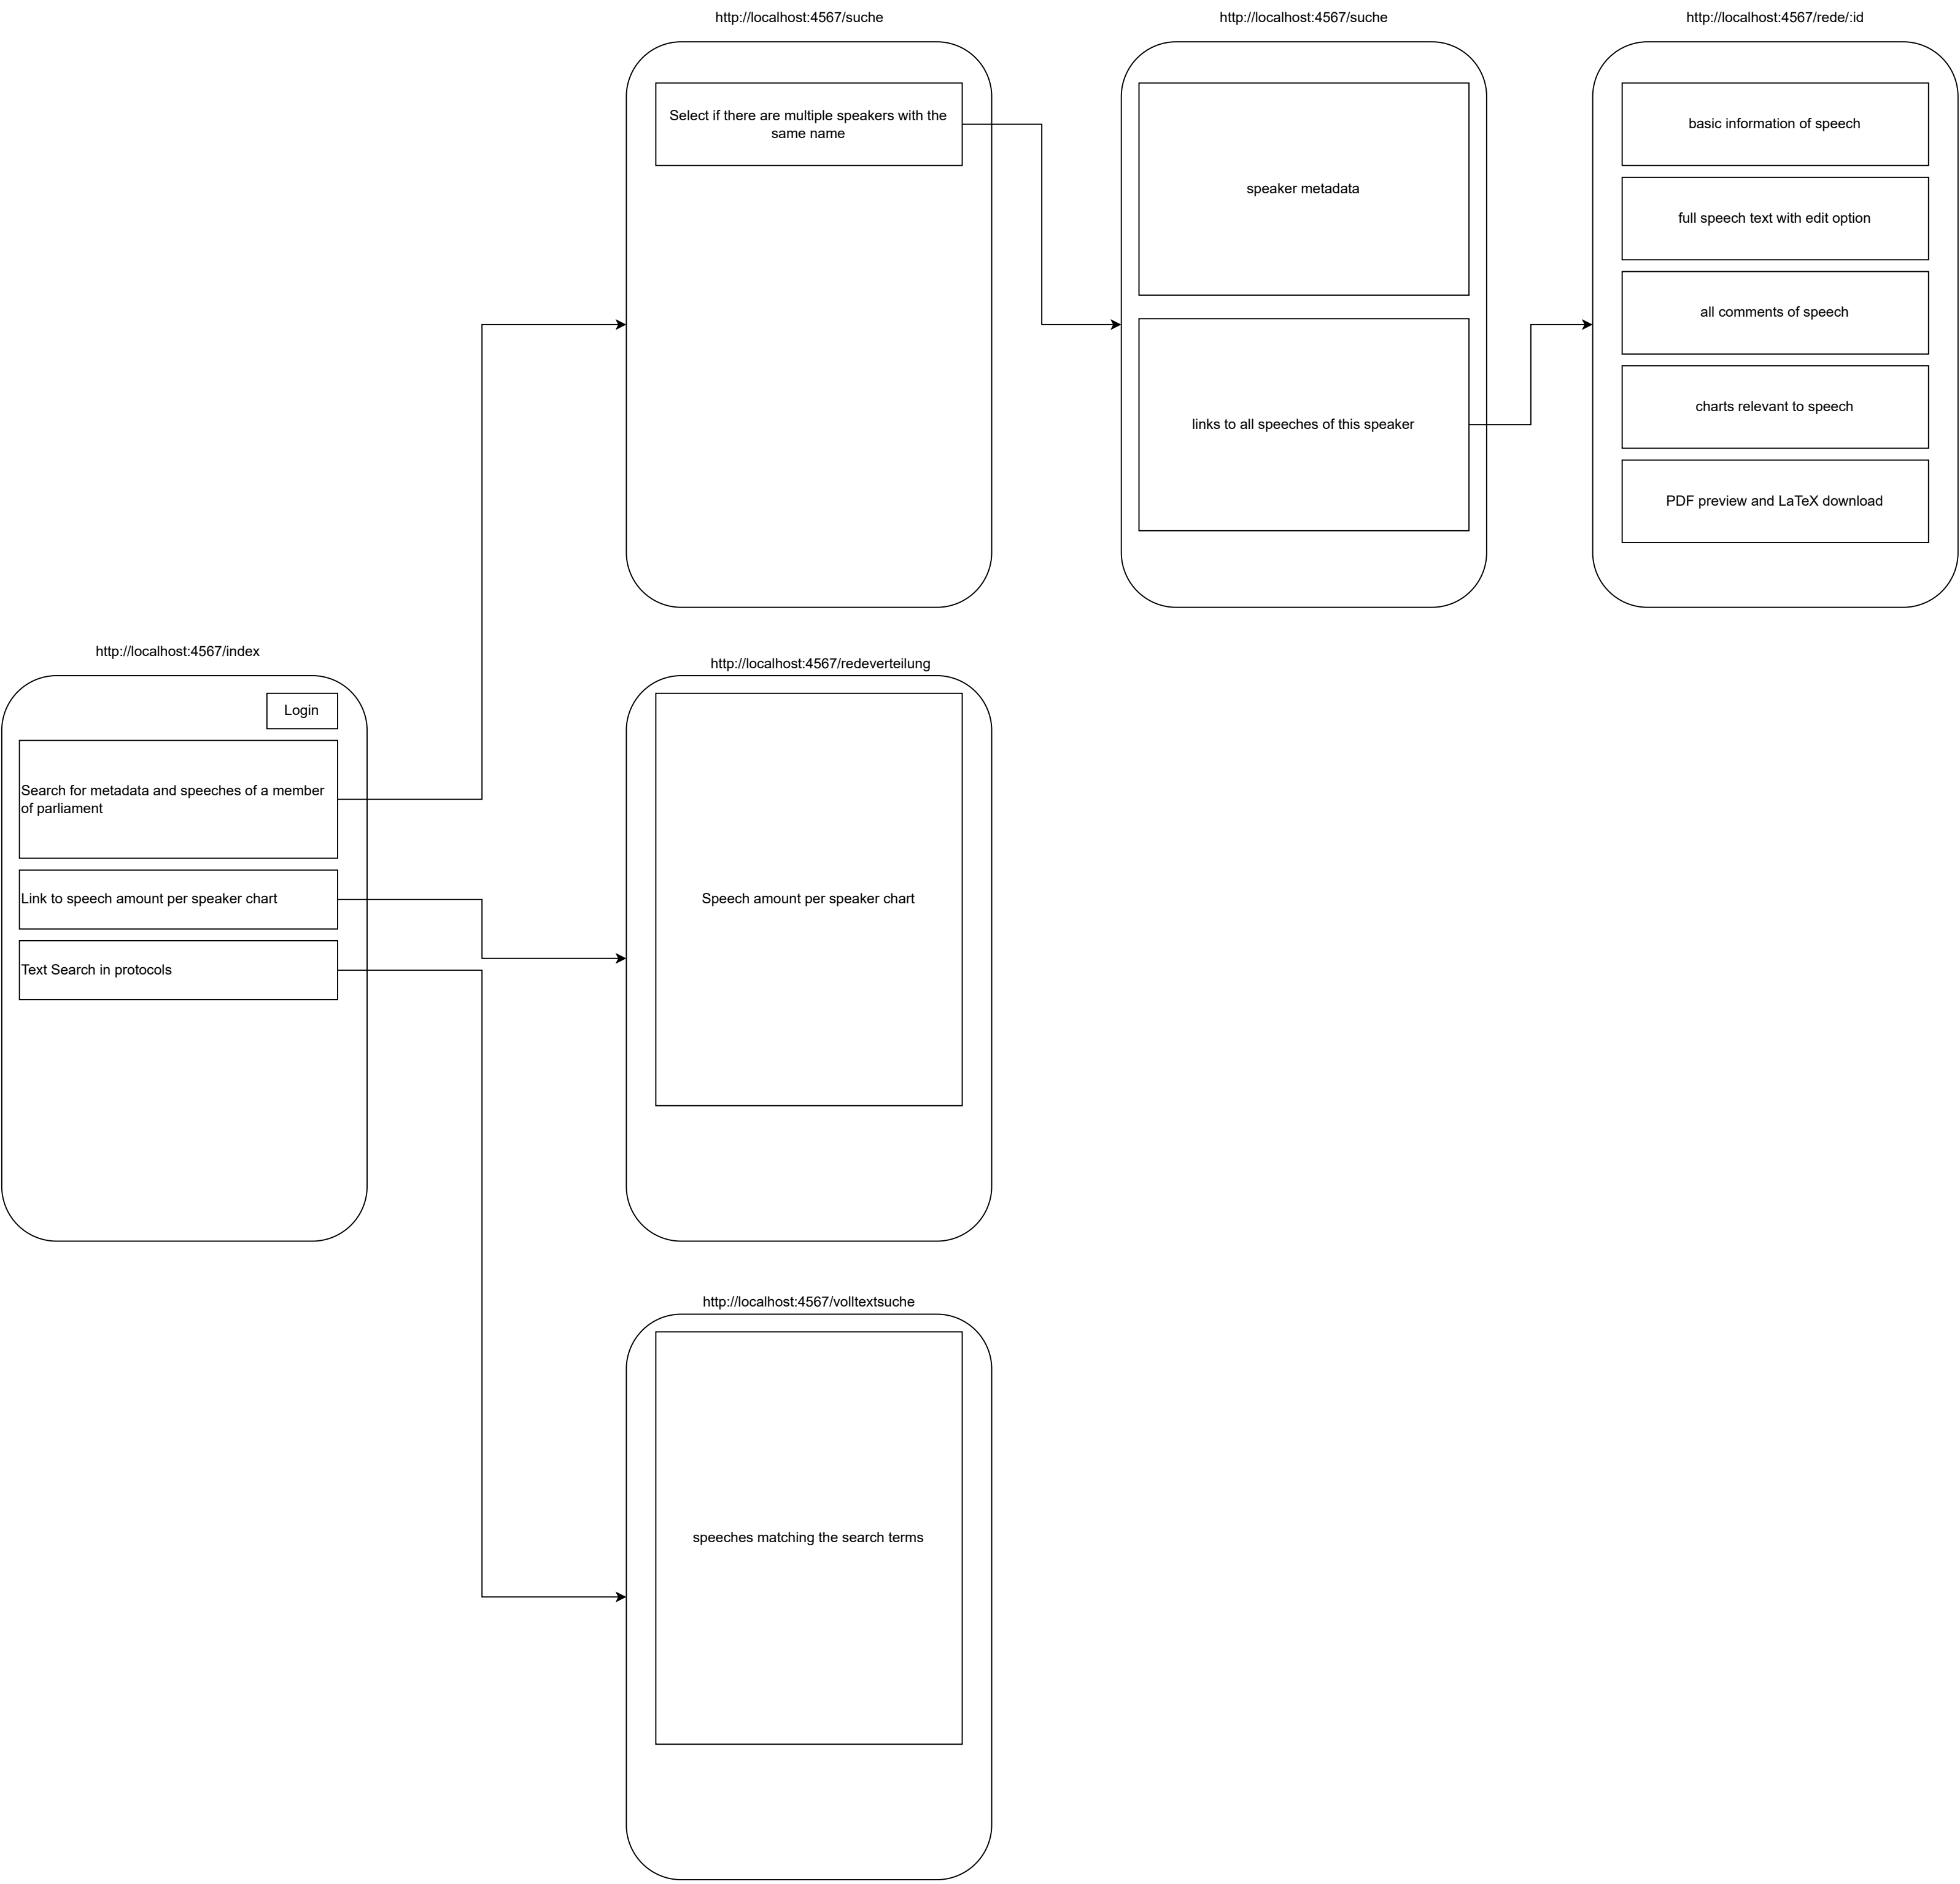 http://localhost:4567/suche
Select if there are multiple speakers with the
same name
http://localhost:4567/suche
speaker metadata
links to all speeches of this speaker
http://localhost:4567/rede/:id
basic information of speech
full speech text with edit option
all comments of speech
charts relevant to speech
PDF preview and LaTeX download
http://localhost:4567/index
Login
Search for metadata and speeches of a member
of parliament
Link to speech amount per speaker chart
Text Search in protocols
http://localhost:4567/redeverteilung
Speech amount per speaker chart
http://localhost:4567/volltextsuche
speeches matching the search terms